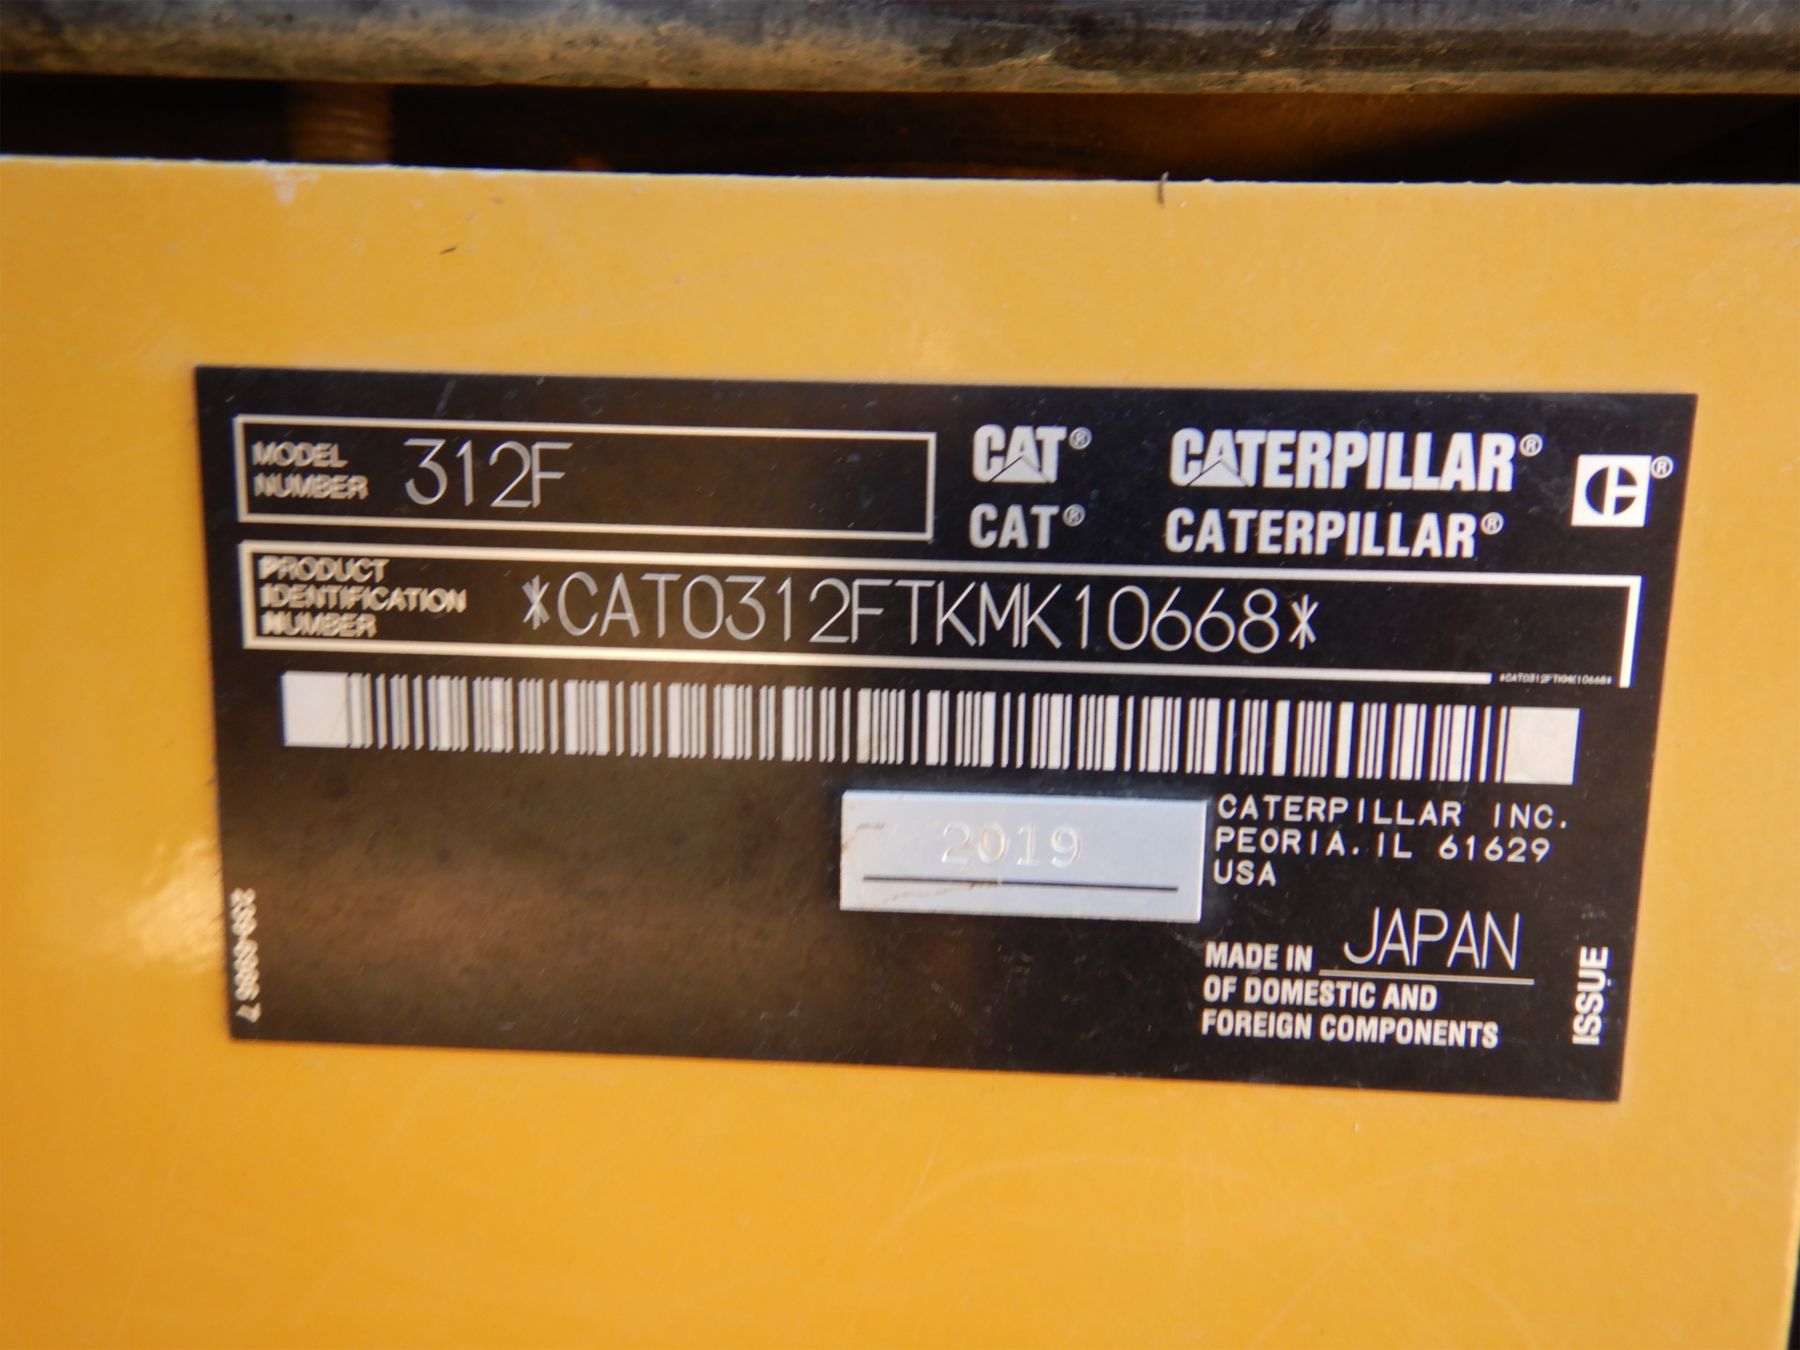 MODEL
NUMBER
312F
CAT® CATERPILLAR®
CAT® CATERPILLAR®
PRODUCT
IDENTIFICATION
NUMBER
*CAT0312FTKMK10668*
*CAT0312FTKMK10668*
2019
CATERPILLAR INC.
PEORIA, IL 61629
USA
MADE IN JAPAN
OF DOMESTIC AND
FOREIGN COMPONENTS
ISSUE